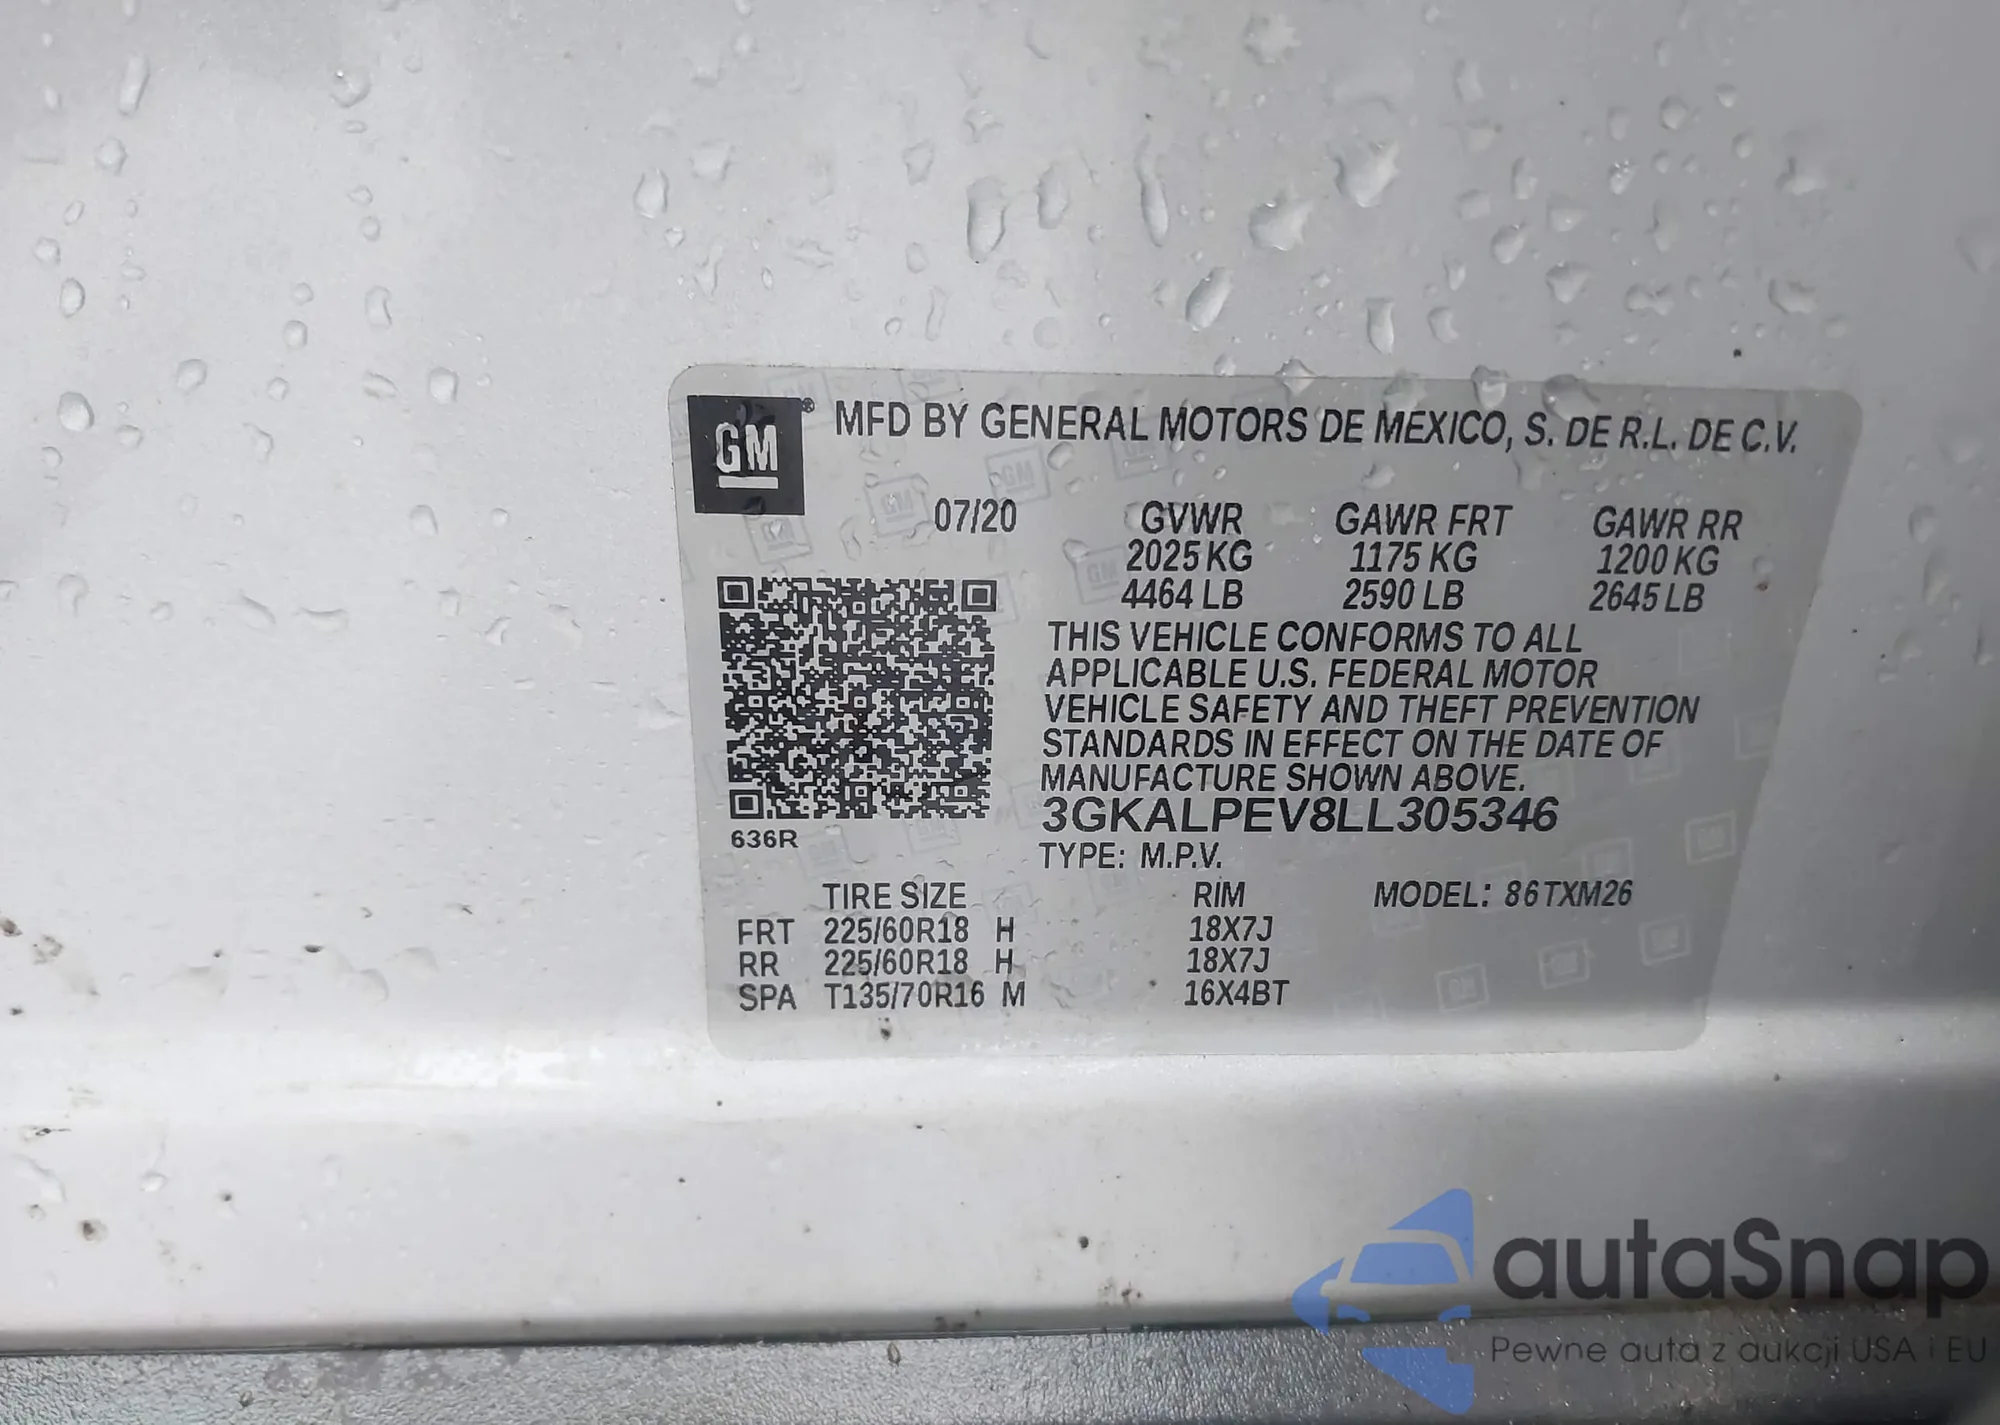 GM ® MFD BY GENERAL MOTORS DE MEXICO, S. DE R.L. DE C.V.
07/20 GVWR GAWR FRT GAWR RR
2025 KG 1175 KG 1200 KG
4464 LB 2590 LB 2645 LB
THIS VEHICLE CONFORMS TO ALL
APPLICABLE U.S. FEDERAL MOTOR
VEHICLE SAFETY AND THEFT PREVENTION
STANDARDS IN EFFECT ON THE DATE OF
MANUFACTURE SHOWN ABOVE.
3GKALPEV8LL305346
636R
TYPE: M.P.V.
TIRE SIZE RIM MODEL: 86TXM26
FRT 225/60R18 H 18X7J
RR 225/60R18 H 18X7J
SPA T135/70R16 M 16X4BT
autaSnap
Pewne auta z aukcji USA i EU